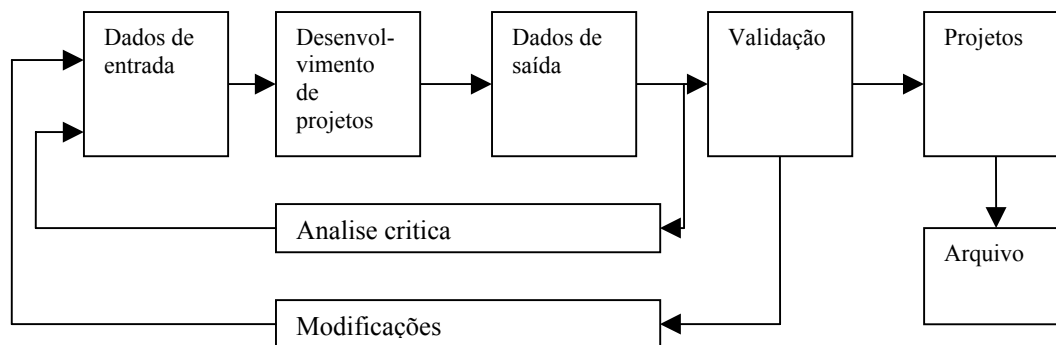 Dados de
entrada
Desenvol-
vimento
de
projetos
Dados de
saída
Validação
Projetos
Analise critica
Arquivo
Modificações